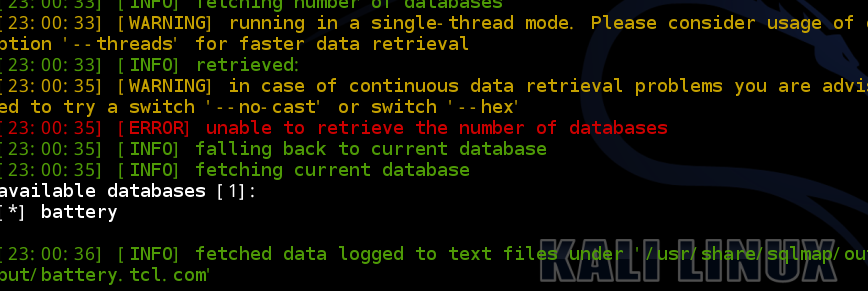 [23:00:33] [INFO] fetching number of databases
[23:00:33] [WARNING] running in a single-thread mode. Please consider usage of
ption '--threads' for faster data retrieval
[23:00:33] [INFO] retrieved:
[23:00:35] [WARNING] in case of continuous data retrieval problems you are advis
ed to try a switch '--no-cast' or switch '--hex'
[23:00:35] [ERROR] unable to retrieve the number of databases
[23:00:35] [INFO] falling back to current database
[23:00:35] [INFO] fetching current database
available databases [1]:
[*] battery
[23:00:36] [INFO] fetched data logged to text files under '/usr/share/sqlmap/out
put/battery.tcl.com'
KALI LINUX